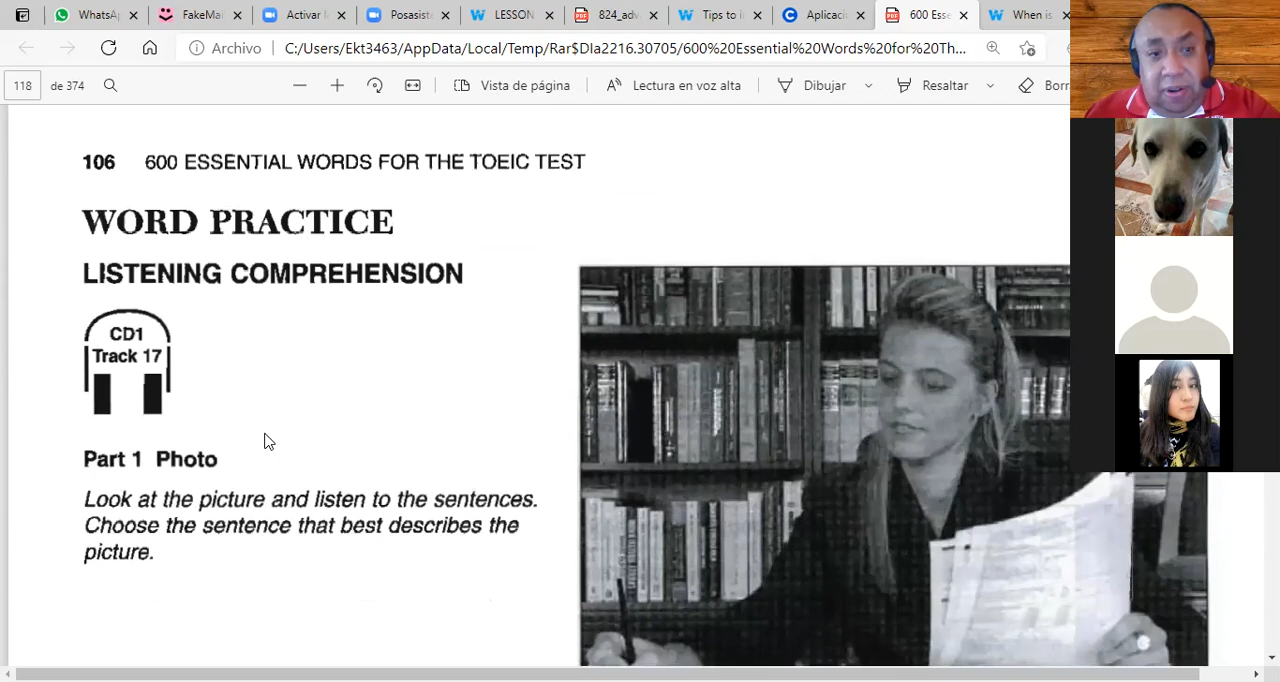 WhatsA
FakeMai
Activar l
Posasiste
LESSON
824_adv
Tips to i
Aplicaci
600 Esse
When is
Archivo
C:/Users/Ekt3463/AppData/Local/Temp/Rar$DIa2216.30705/600%20Essential%20Words%20for%20Th...
118 de 374
Vista de página
Lectura en voz alta
Dibujar
Resaltar
Borr
106 600 ESSENTIAL WORDS FOR THE TOEIC TEST
WORD PRACTICE
LISTENING COMPREHENSION
CD1
Track 17
Part 1 Photo
Look at the picture and listen to the sentences.
Choose the sentence that best describes the
picture.